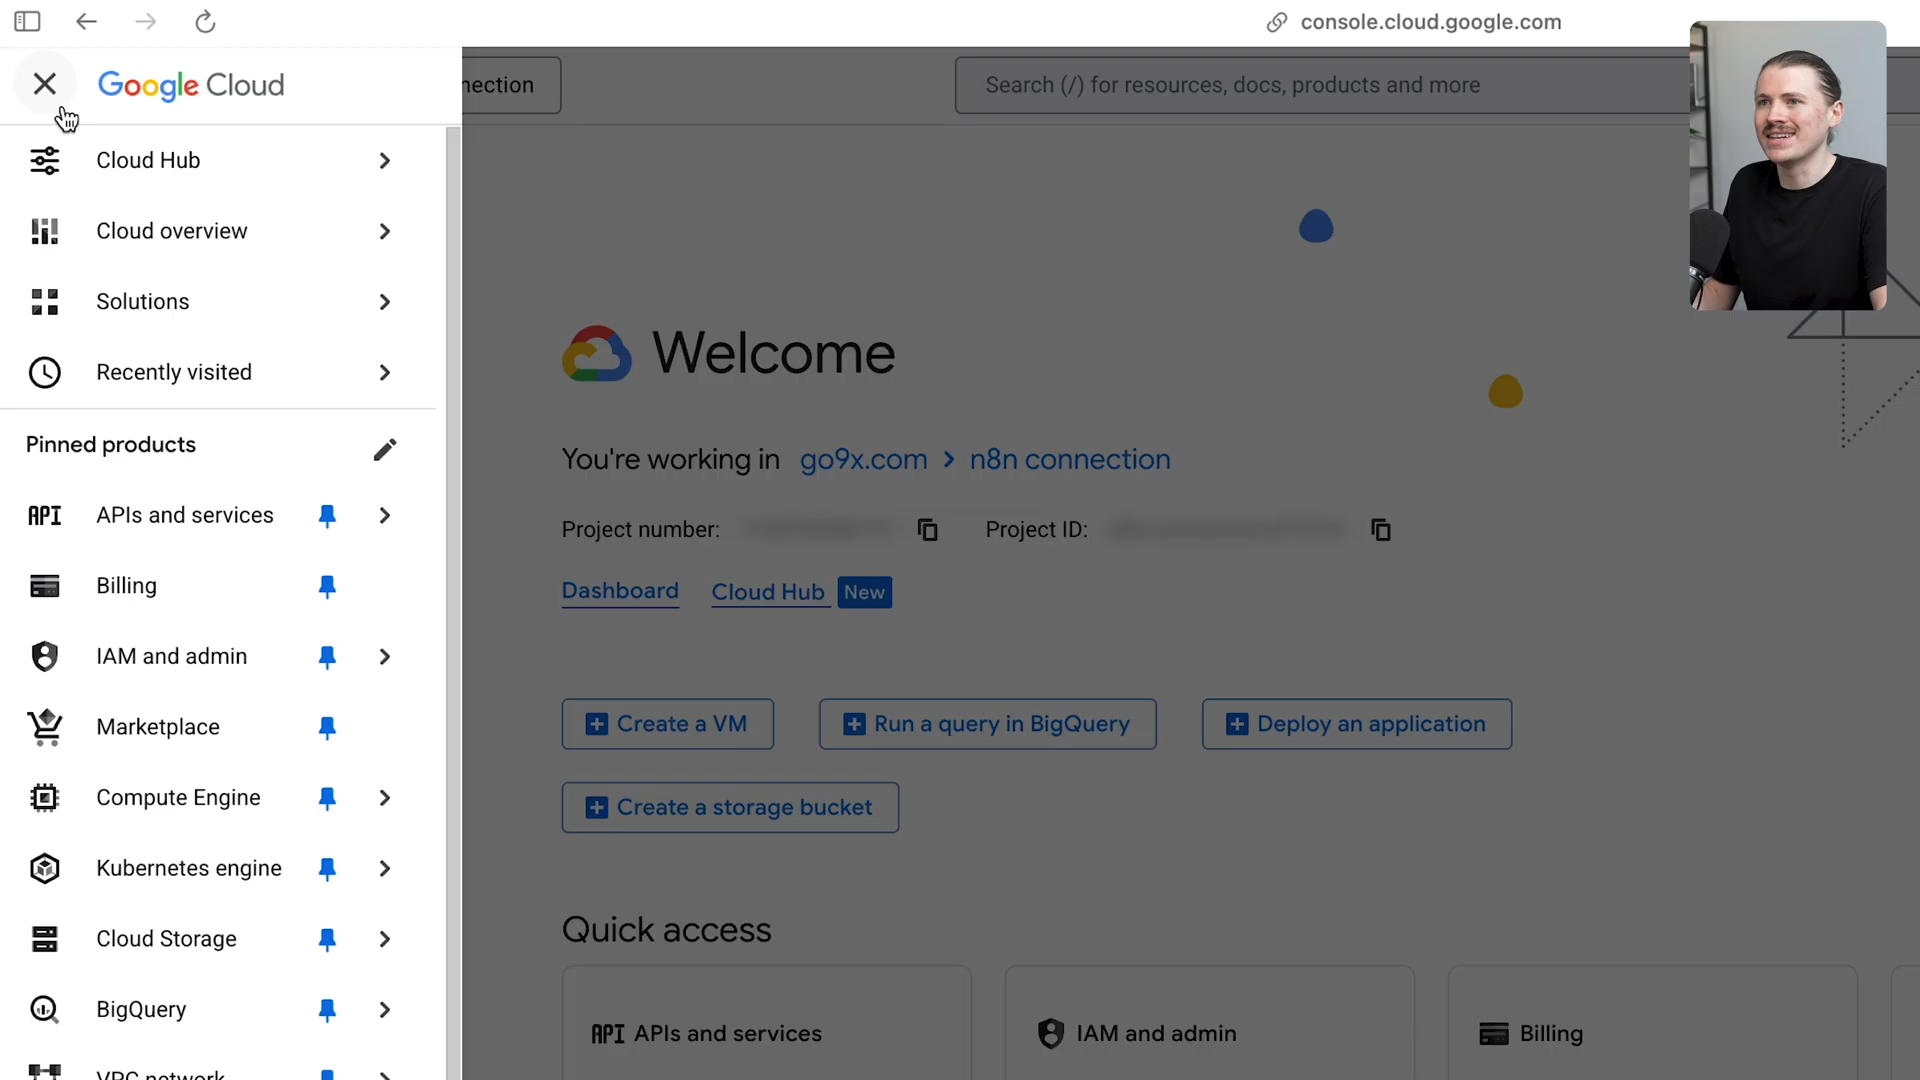 console.cloud.google.com
Google Cloud
nection
Search (/) for resources, docs, products and more
Cloud Hub
Cloud overview
Solutions
Recently visited
Pinned products
API APIs and services
Billing
IAM and admin
Marketplace
Compute Engine
Kubernetes engine
Cloud Storage
BigQuery
VPC network
Welcome
You're working in go9x.com > n8n connection
Project number:
Project ID:
Dashboard
Cloud Hub New
Create a VM
Run a query in BigQuery
Deploy an application
Create a storage bucket
Quick access
API APIs and services
IAM and admin
Billing